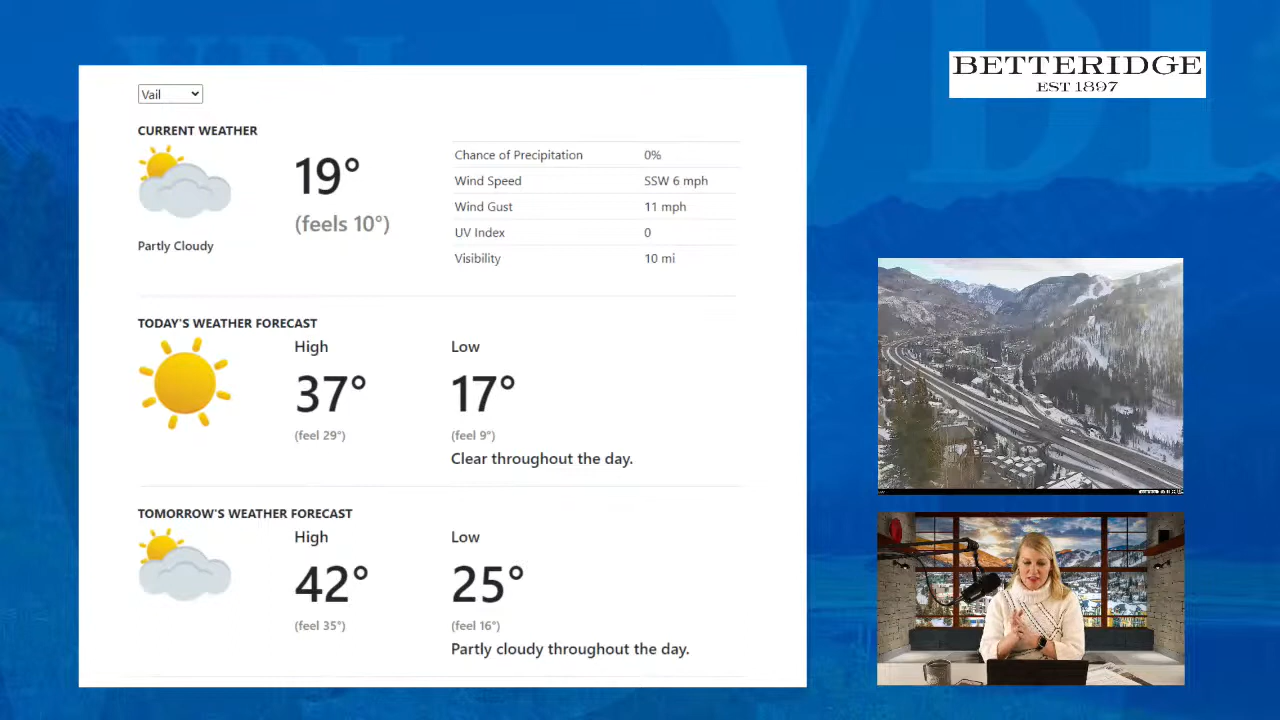 BETTERIDGE
EST 1897
Vail
CURRENT WEATHER
19°
(feels 10°)
Partly Cloudy
Chance of Precipitation 0%
Wind Speed SSW 6 mph
Wind Gust 11 mph
UV Index 0
Visibility 10 mi
TODAY'S WEATHER FORECAST
High Low
37° 17°
(feel 29°) (feel 9°)
Clear throughout the day.
TOMORROW'S WEATHER FORECAST
High Low
42° 25°
(feel 35°) (feel 16°)
Partly cloudy throughout the day.